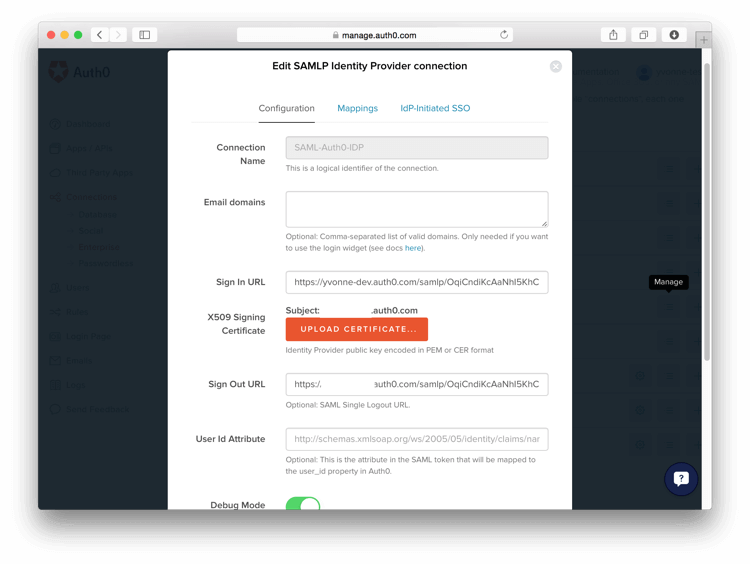 manage.auth0.com
Auth0
Edit SAMLP Identity Provider connection
Configuration
Mappings
IdP-Initiated SSO
Connection Name
SAML-Auth0-IDP
This is a logical identifier of the connection.
Email domains
Optional: Comma-separated list of valid domains. Only needed if you want
to use the login widget (see docs here).
Sign In URL
https://yvonne-dev.auth0.com/samlp/OqiCndiKcAaNhI5KhC
X509 Signing Certificate
Subject: .auth0.com
UPLOAD CERTIFICATE...
Identity Provider public key encoded in PEM or CER format
Sign Out URL
https:/. auth0.com/samlp/OqiCndiKcAaNhI5KhC
Optional: SAML Single Logout URL.
User Id Attribute
http://schemas.xmlsoap.org/ws/2005/05/identity/claims/nar
Optional: This is the attribute in the SAML token that will be mapped to
the user_id property in Auth0.
Debug Mode
Manage